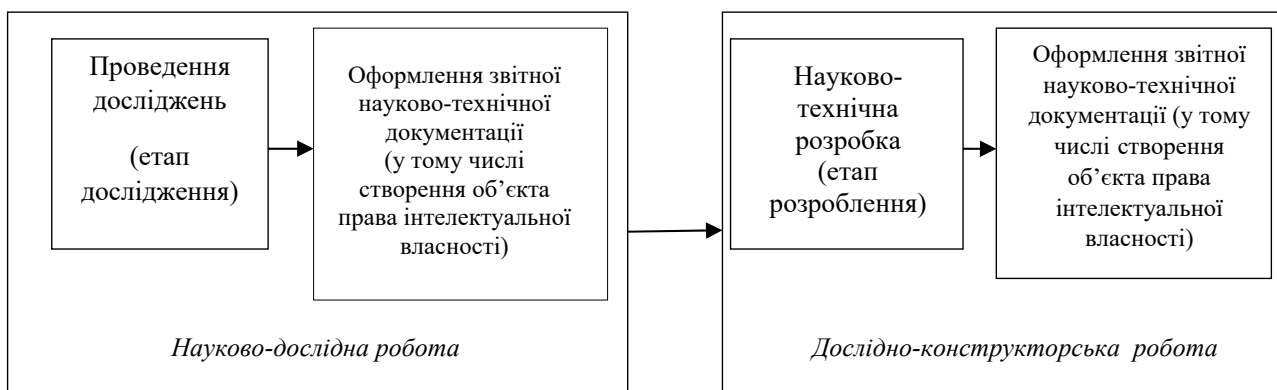 Проведення
досліджень
(етап
дослідження)
Оформлення звітної
науково-технічної
документації
(у тому числі
створення об’єкта
права інтелектуальної
власності)
Науково-дослідна робота
Науково-
технічна
розробка
(етап
розроблення)
Оформлення звітної
науково-технічної
документації (у тому
числі створення
об’єкта права
інтелектуальної
власності)
Дослідно-конструкторська робота